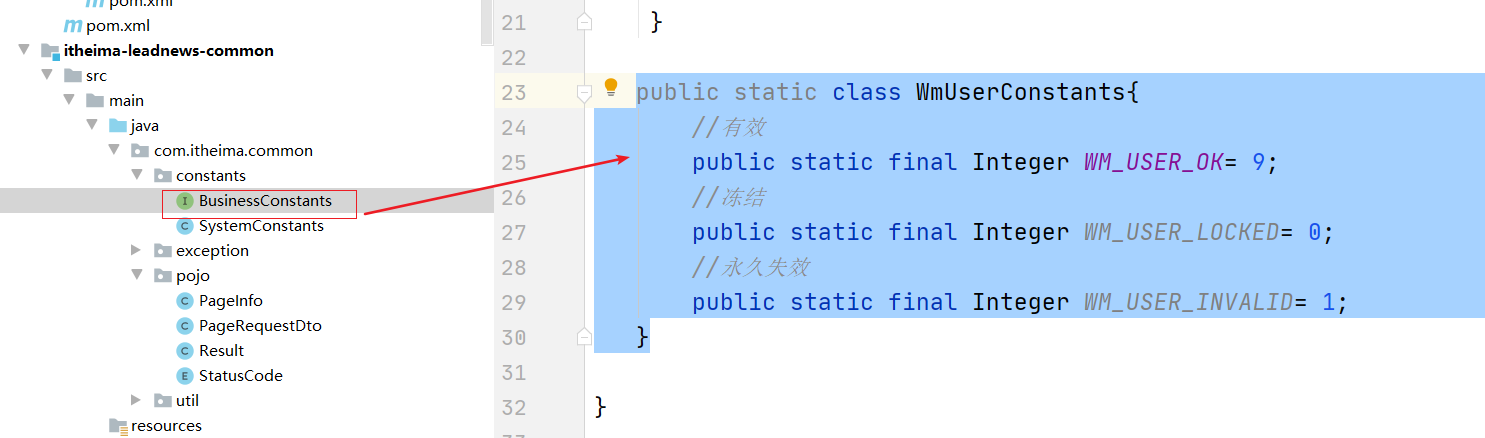 pom.xml
pom.xml
itheima-leadnews-common
src
main
java
com.itheima.common
constants
BusinessConstants
SystemConstants
exception
pojo
PageInfo
PageRequestDto
Result
StatusCode
util
resources
21 }
22
23 public static class WmUserConstants{
24 //有效
25 public static final Integer WM_USER_OK= 9;
26 //冻结
27 public static final Integer WM_USER_LOCKED= 0;
28 //永久失效
29 public static final Integer WM_USER_INVALID= 1;
30 }
31
32 }